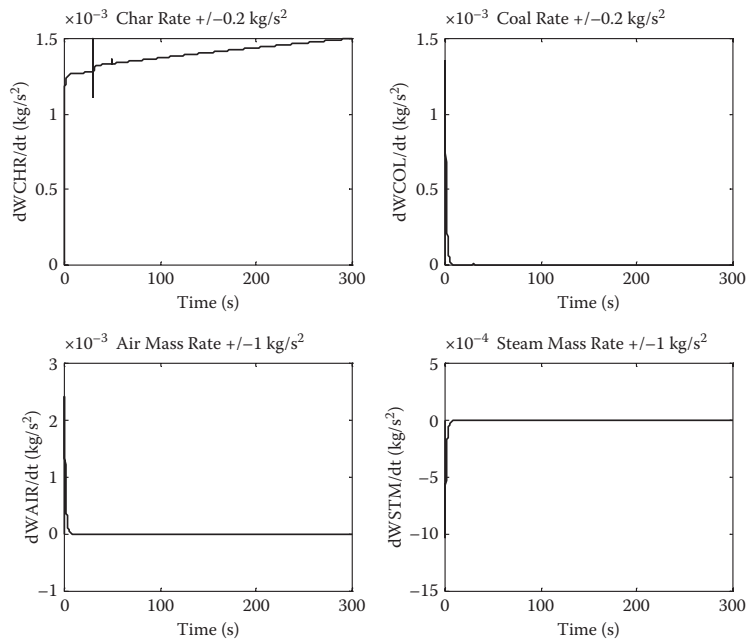 ×10⁻³ Char Rate +/−0.2 kg/s²
1.5
1
0.5
0
dWCHR/dt (kg/s²)
0 100 200 300
Time (s)
×10⁻³ Coal Rate +/−0.2 kg/s²
1.5
1
0.5
0
dWCOL/dt (kg/s²)
0 100 200 300
Time (s)
×10⁻³ Air Mass Rate +/−1 kg/s²
3
2
1
0
−1
dWAIR/dt (kg/s²)
0 100 200 300
Time (s)
×10⁻⁴ Steam Mass Rate +/−1 kg/s²
5
0
−5
−10
−15
dWSTM/dt (kg/s²)
0 100 200 300
Time (s)